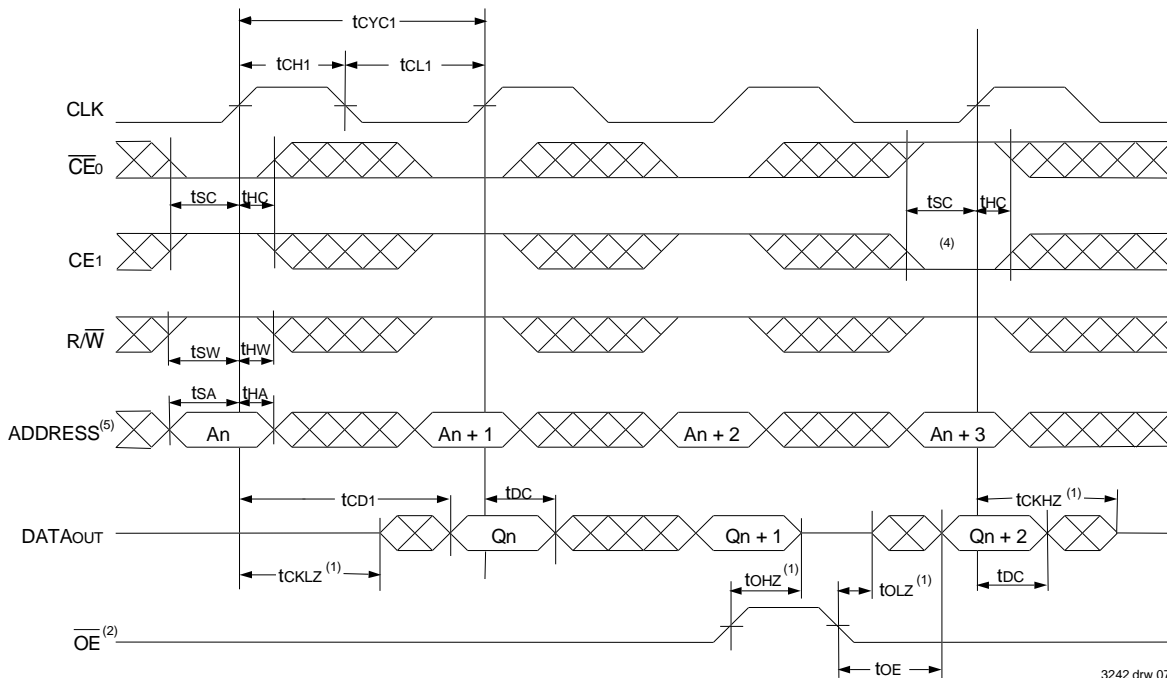 tCYC1
tCH1 tCL1
CLK
CE0
tSC tHC tSC tHC
CE1 (4)
R/W
tSW tHW
tSA tHA
ADDRESS(5) An An + 1 An + 2 An + 3
tCD1 tDC tCKHZ (1)
DATAOUT Qn Qn + 1 Qn + 2
tCKLZ (1) tOHZ (1) tOLZ (1) tDC
OE (2)
tOE
3242 drw 07